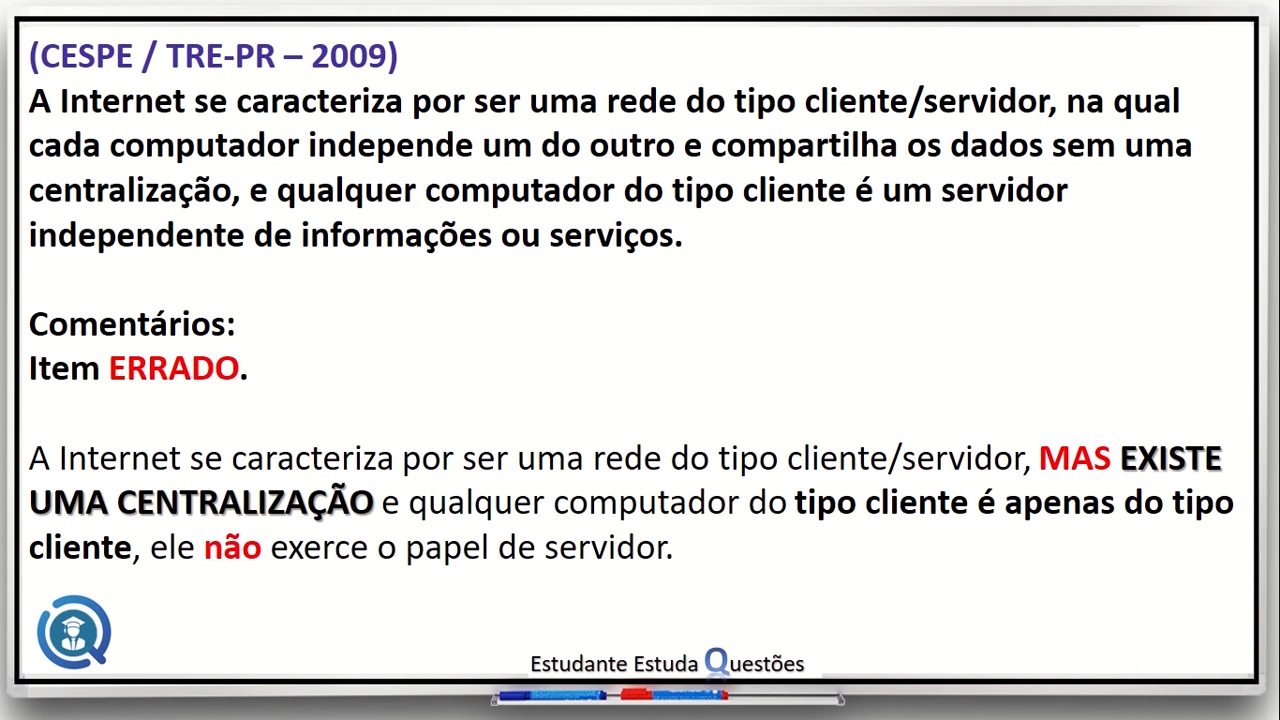 (CESPE / TRE-PR – 2009)
A Internet se caracteriza por ser uma rede do tipo cliente/servidor, na qual
cada computador independe um do outro e compartilha os dados sem uma
centralização, e qualquer computador do tipo cliente é um servidor
independente de informações ou serviços.
Comentários:
Item ERRADO.
A Internet se caracteriza por ser uma rede do tipo cliente/servidor, MAS EXISTE
UMA CENTRALIZAÇÃO e qualquer computador do tipo cliente é apenas do tipo
cliente, ele não exerce o papel de servidor.
Estudante Estuda Questões